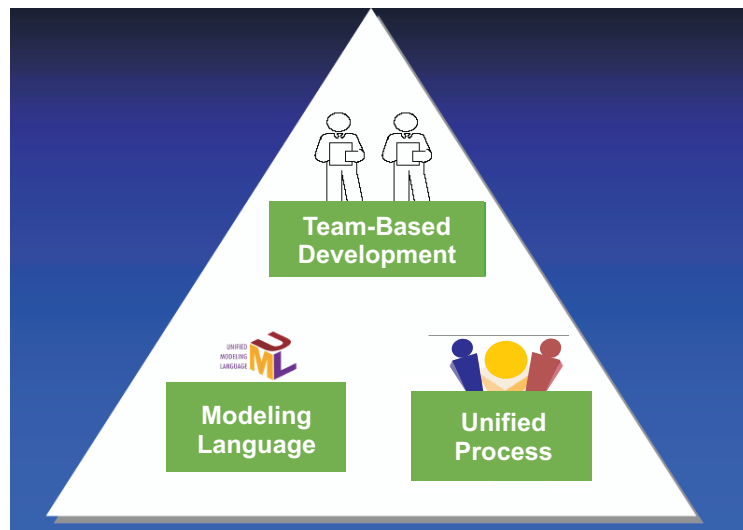 Team-Based
Development
UNIFIED
MODELING
LANGUAGE
UML
Modeling
Language
Unified
Process